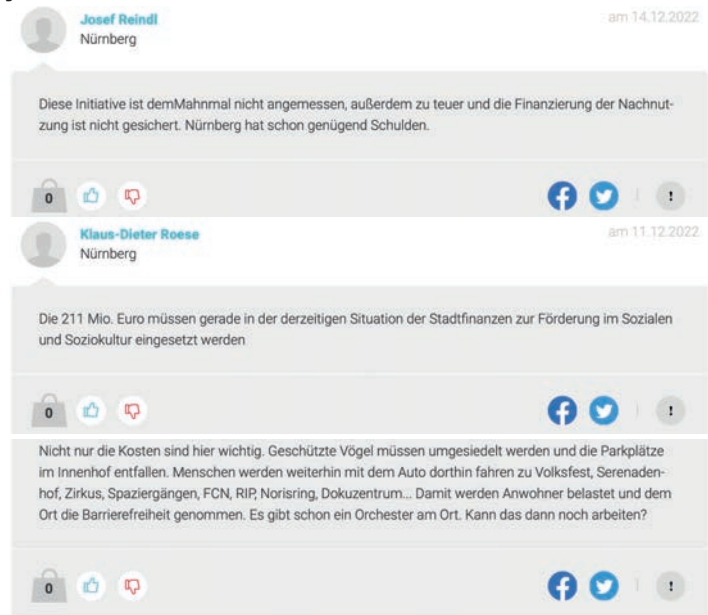 Josef Reindl
am 14.12.2022
Nürnberg
Diese Initiative ist demMahnmal nicht angemessen, außerdem zu teuer und die Finanzierung der Nachnut-
zung ist nicht gesichert. Nürnberg hat schon genügend Schulden.
0
!
Klaus-Dieter Roese
am 11.12.2022
Nürnberg
Die 211 Mio. Euro müssen gerade in der derzeitigen Situation der Stadtfinanzen zur Förderung im Sozialen
und Soziokultur eingesetzt werden
0
!
Nicht nur die Kosten sind hier wichtig. Geschützte Vögel müssen umgesiedelt werden und die Parkplätze
im Innenhof entfallen. Menschen werden weiterhin mit dem Auto dorthin fahren zu Volksfest, Serenaden-
hof, Zirkus, Spaziergängen, FCN, RIP, Norisring, Dokuzentrum... Damit werden Anwohner belastet und dem
Ort die Barrierefreiheit genommen. Es gibt schon ein Orchester am Ort. Kann das dann noch arbeiten?
0
!